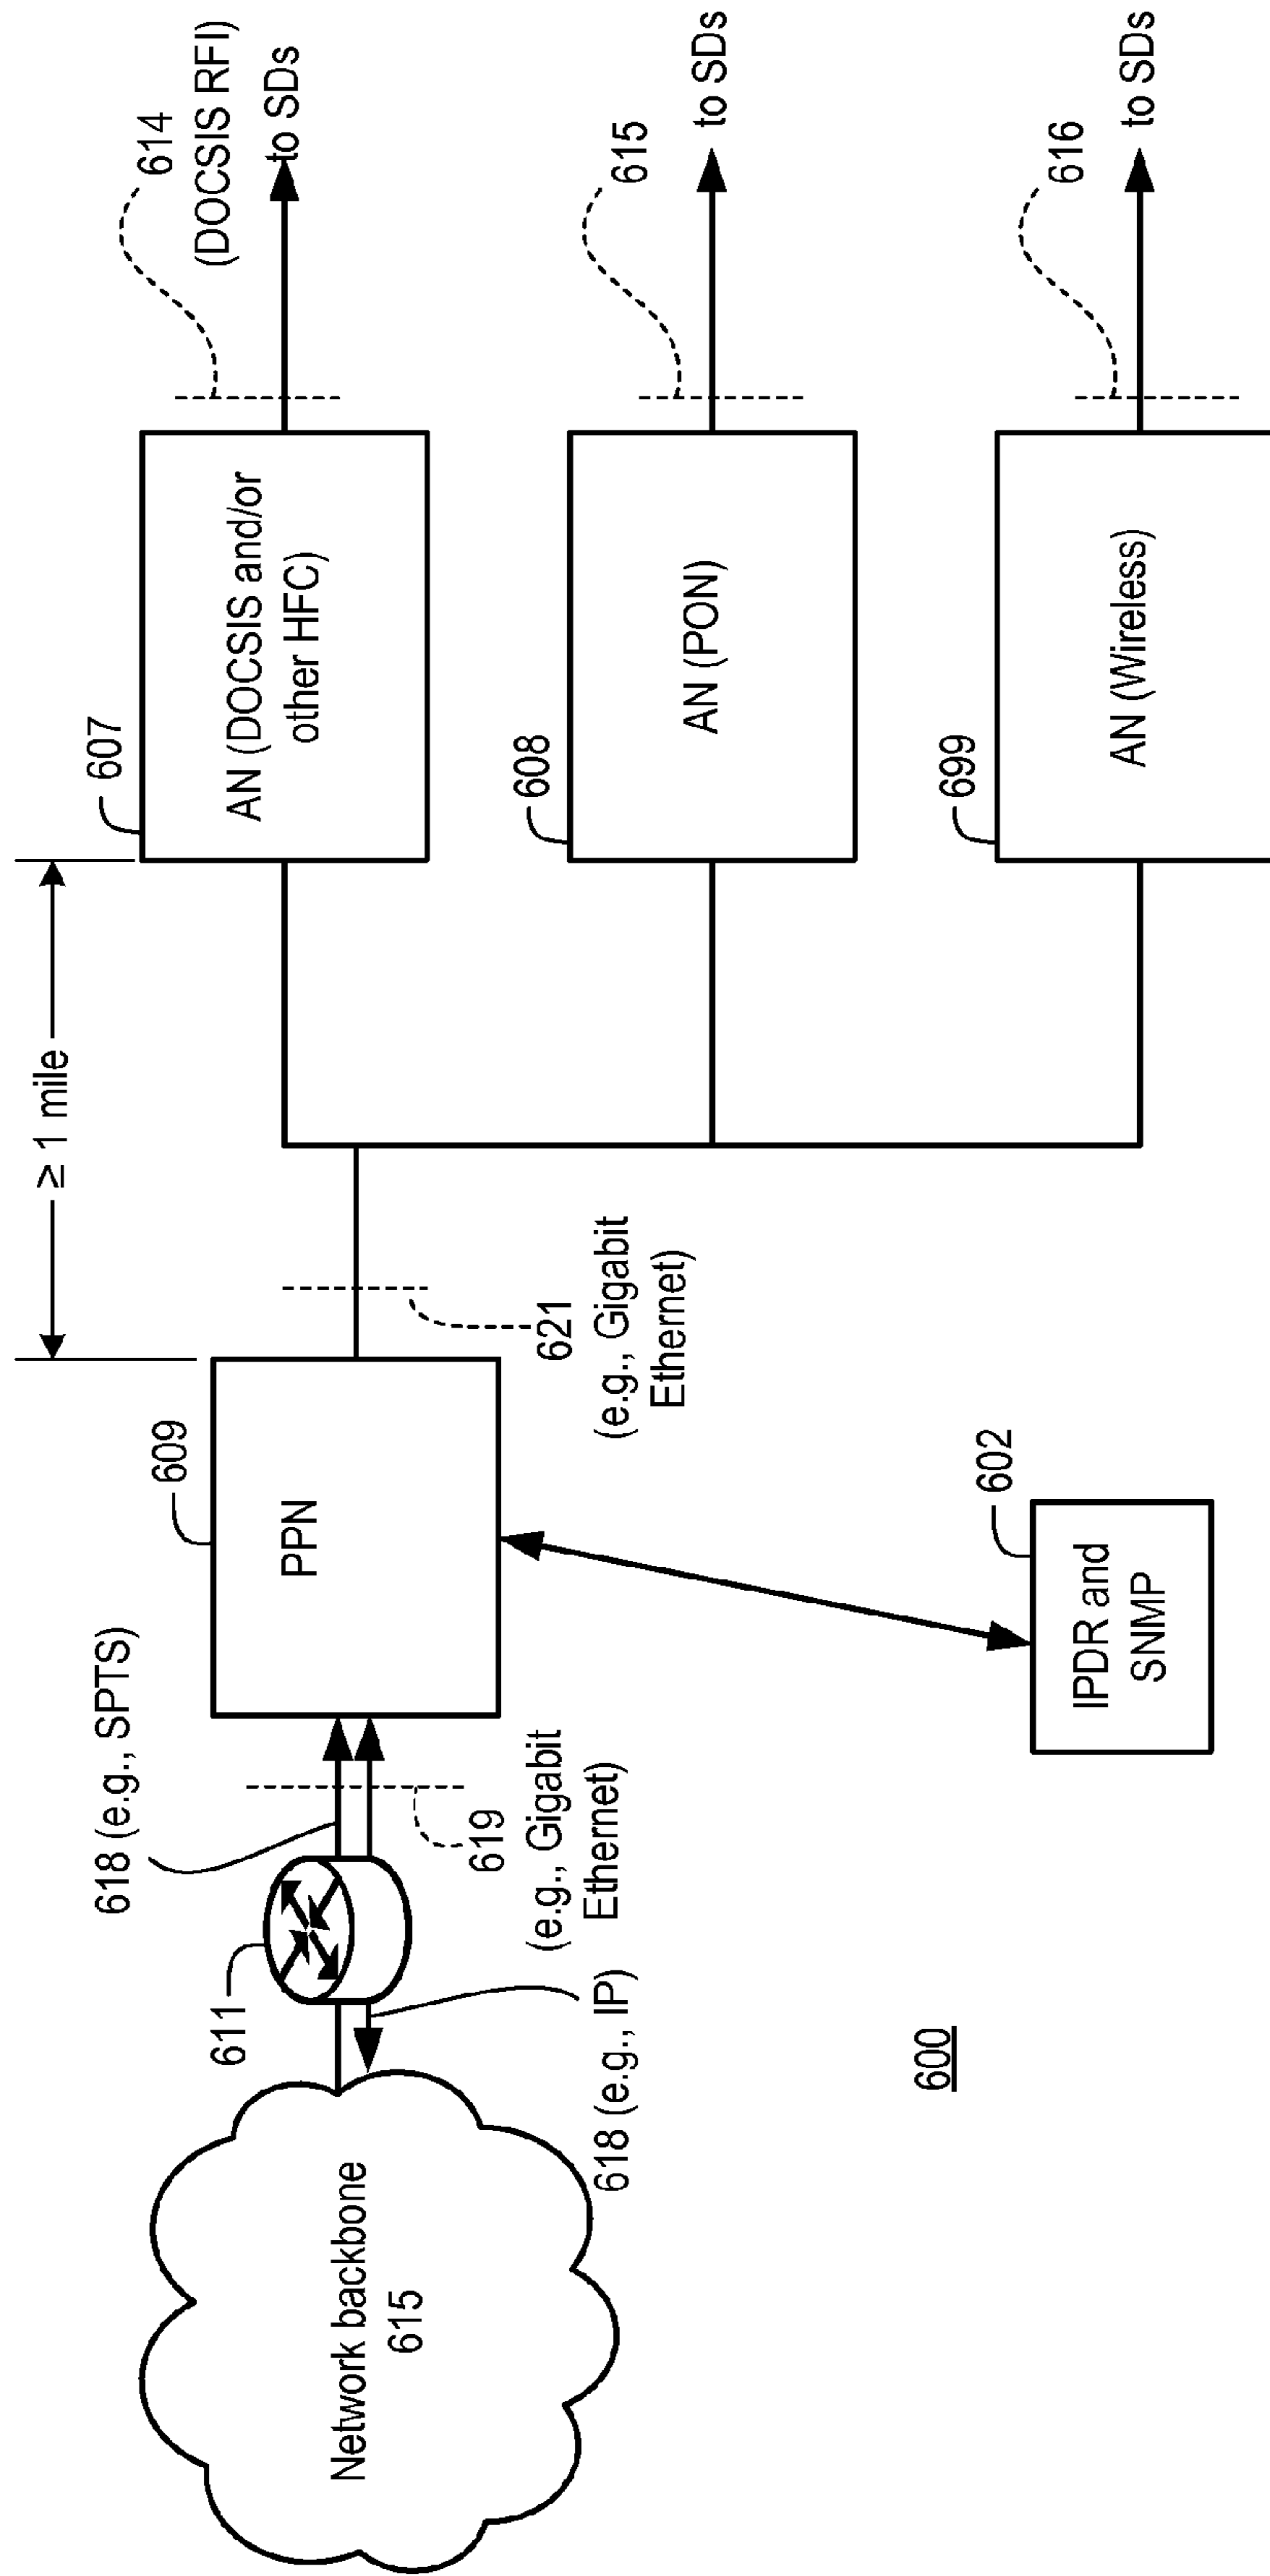 Network backbone
615
611
618 (e.g., SPTS)
618 (e.g., IP)
619
(e.g., Gigabit
Ethernet)
609
PPN
≥ 1 mile
621
(e.g., Gigabit
Ethernet)
602
IPDR and
SNMP
607
AN (DOCSIS and/or
other HFC)
614
(DOCSIS RFI)
to SDs
608
AN (PON)
615
to SDs
699
AN (Wireless)
616
to SDs
600